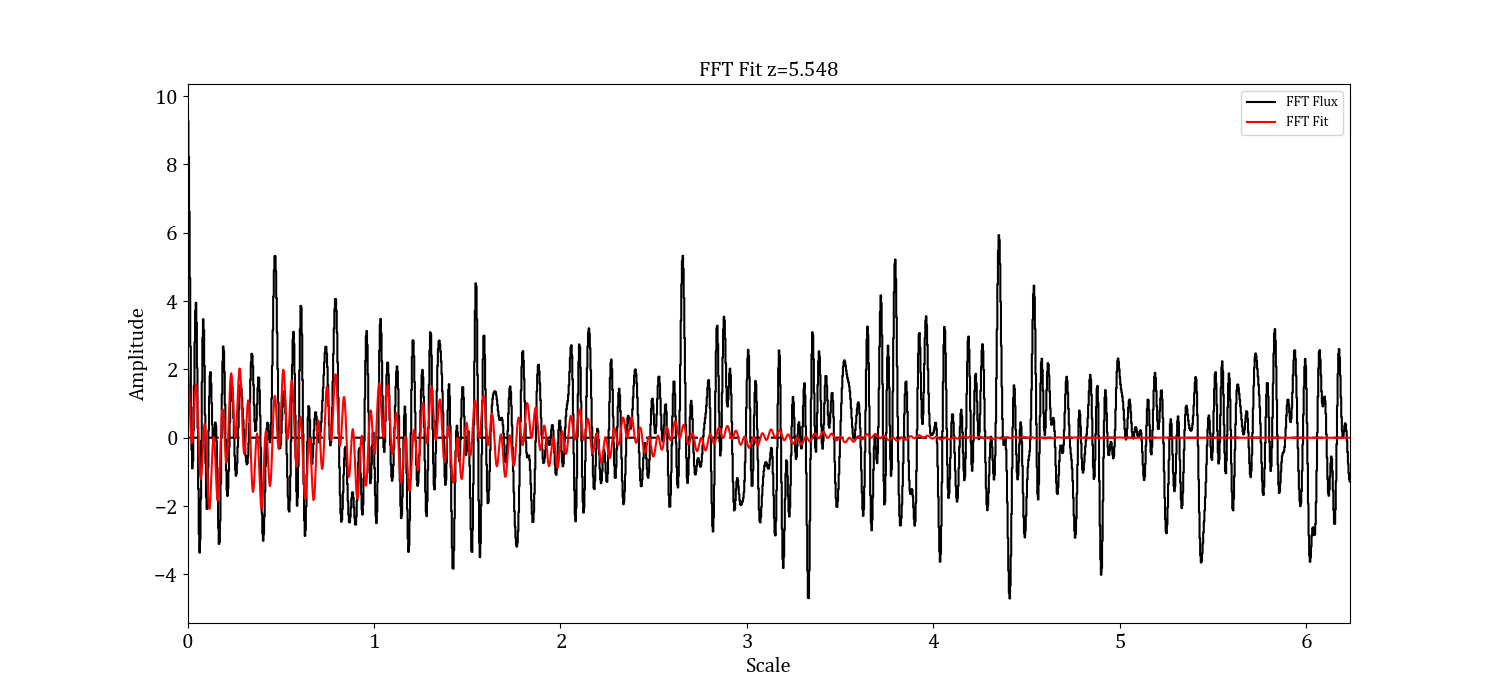 FFT Fit z=5.548
FFT Flux
FFT Fit
Amplitude
10
8
6
4
2
0
−2
−4
0 1 2 3 4 5 6
Scale